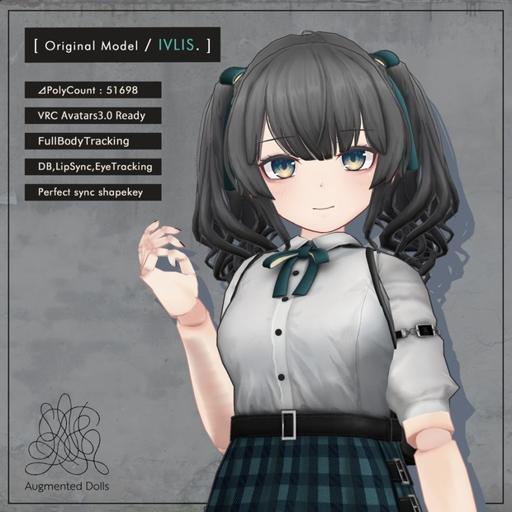 [ Original Model / IVLIS. ]
⊿PolyCount : 51698
VRC Avatars3.0 Ready
FullBodyTracking
DB,LipSync,EyeTracking
Perfect sync shapekey
Augmented Dolls